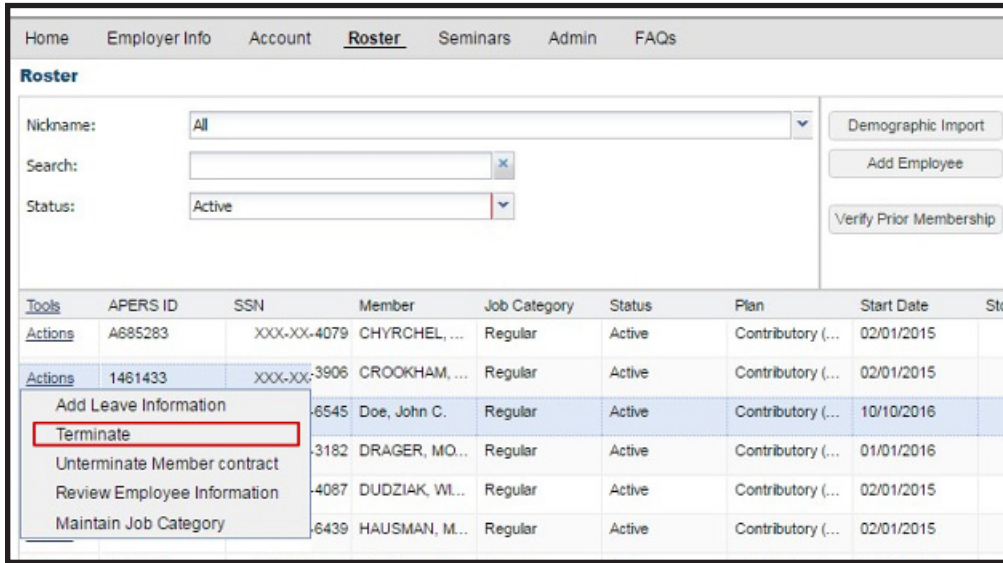 Home Employer Info Account Roster Seminars Admin FAQs
Roster
Nickname: All Demographic Import
Search: Add Employee
Status: Active Verify Prior Membership
Tools APERS ID SSN Member Job Category Status Plan Start Date Sto
Actions A685283 XXX-XX-4079 CHYRCHEL, ... Regular Active Contributory (... 02/01/2015
Actions 1461433 XXX-XX-3906 CROOKHAM, ... Regular Active Contributory (... 02/01/2015
Add Leave Information -6545 Doe, John C. Regular Active Contributory (... 10/10/2016
Terminate
-3182 DRAGER, MO... Regular Active Contributory (... 01/01/2016
Unterminate Member contract
Review Employee Information -4087 DUDZIAK, WI... Regular Active Contributory (... 02/01/2015
Maintain Job Category -6439 HAUSMAN, M... Regular Active Contributory (... 02/01/2015